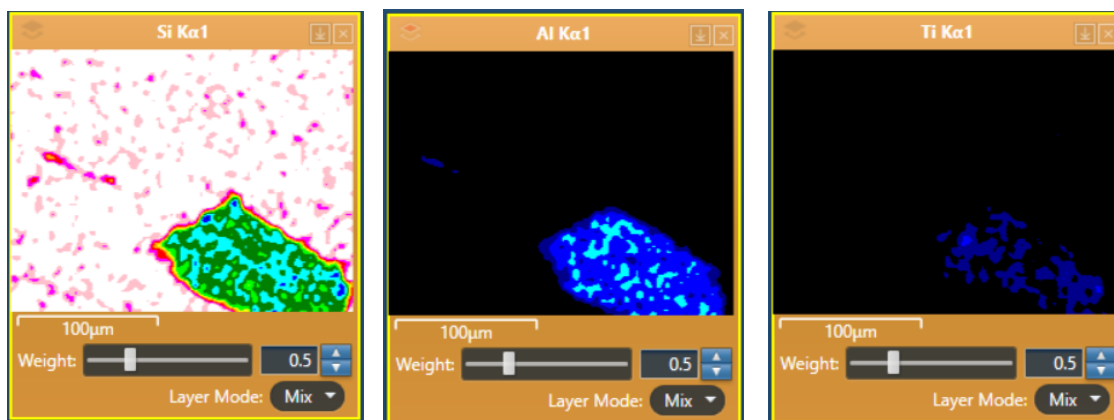 Si Kα1
100µm
Weight: 0.5
Layer Mode: Mix
Al Kα1
100µm
Weight: 0.5
Layer Mode: Mix
Ti Kα1
100µm
Weight: 0.5
Layer Mode: Mix